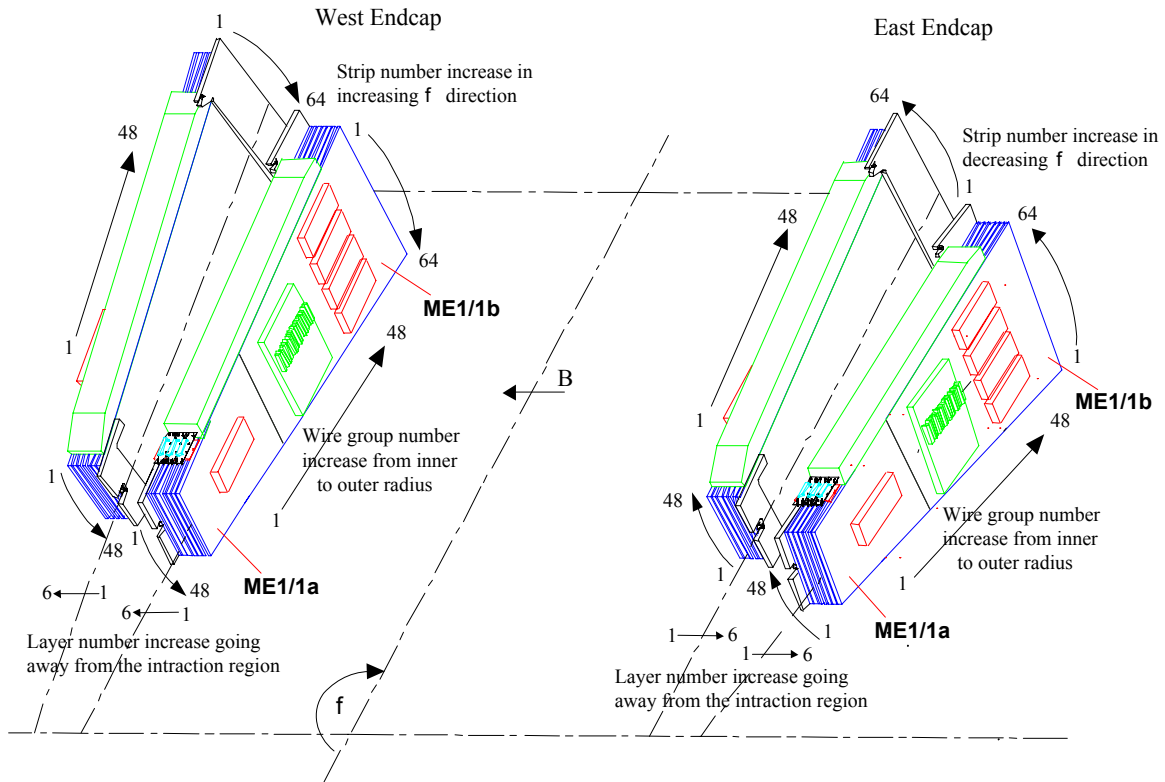 West Endcap
East Endcap
1
Strip number increase in
increasing f direction
64
1
48
64
ME1/1b
48
1
Wire group number
increase from inner
to outer radius
1
1
48
1
48
ME1/1a
6 1
6 1
Layer number increase going
away from the intraction region
B
f
64
Strip number increase in
decreasing f direction
1
64
48
1
ME1/1b
48
1
Wire group number
increase from inner
to outer radius
1
48
1
48
1
ME1/1a
1 6
1 6
Layer number increase going
away from the intraction region